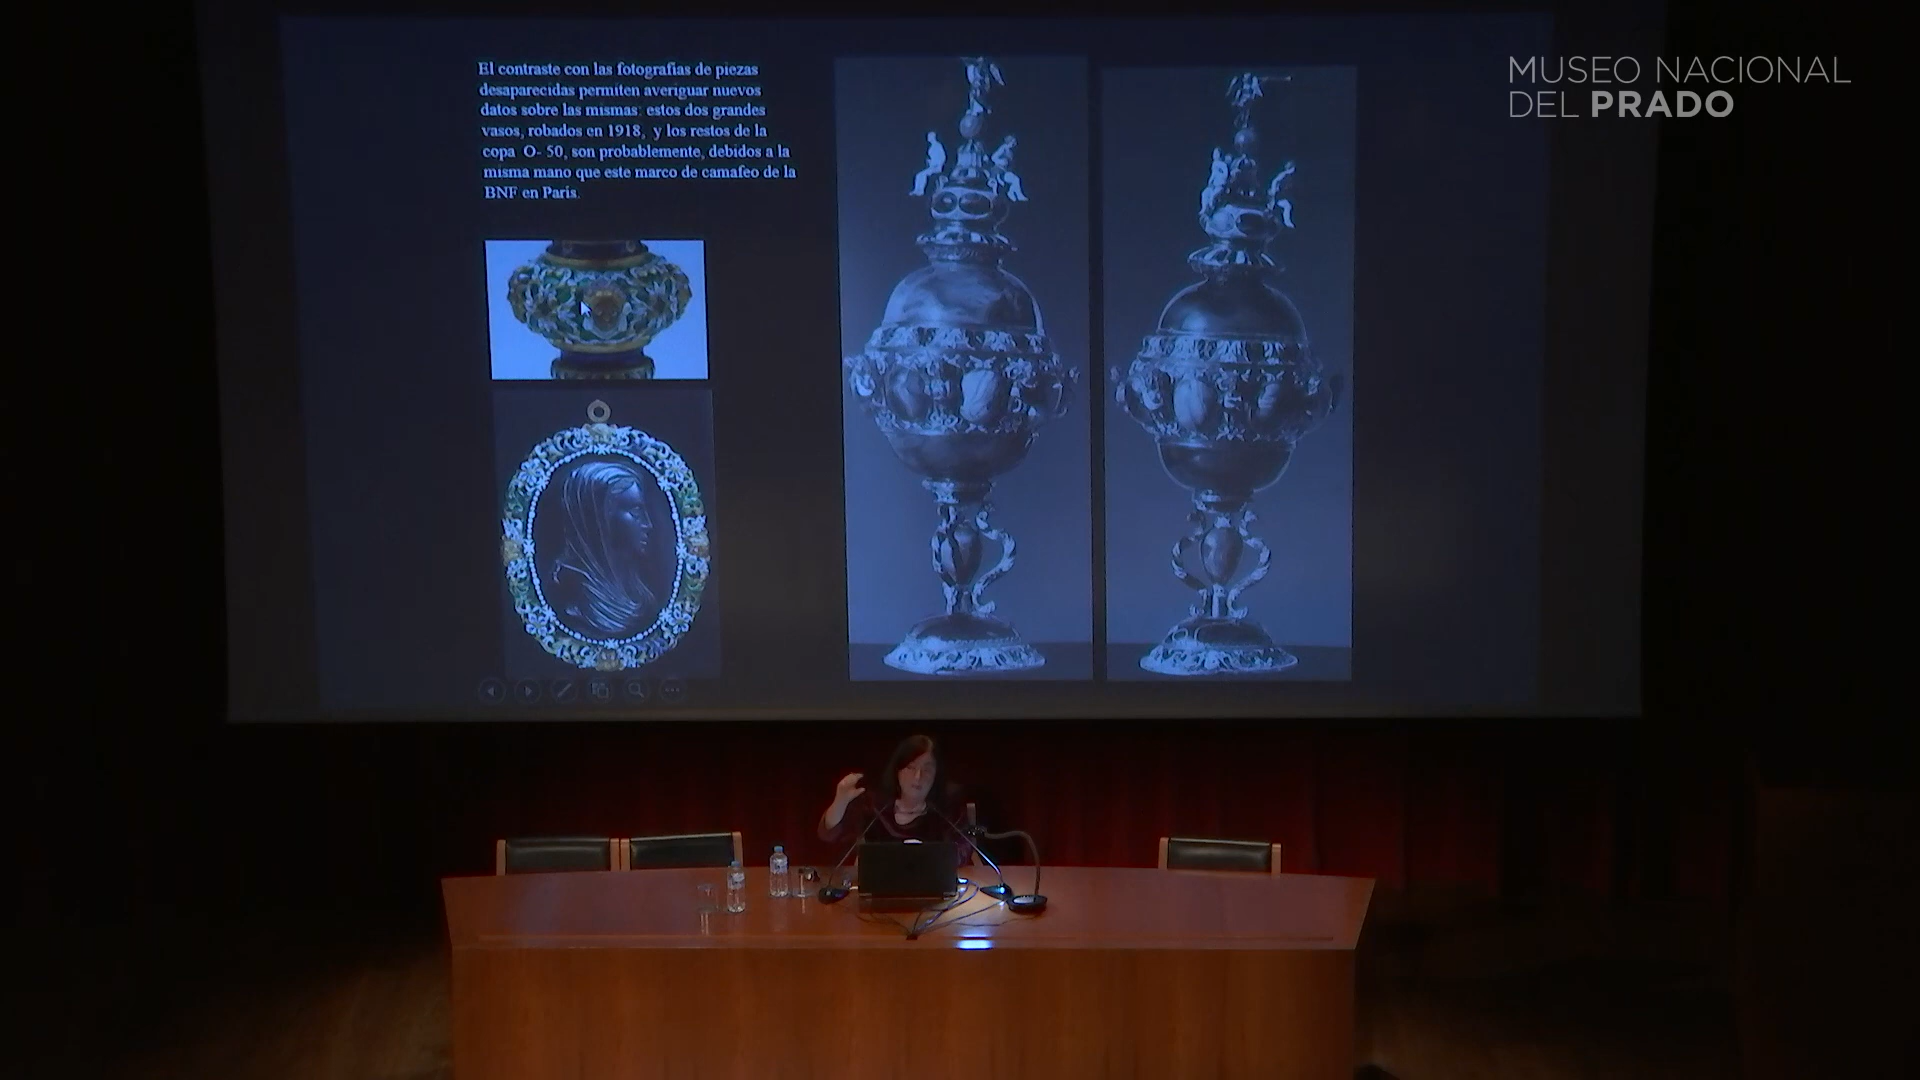 El contraste con las fotografías de piezas
desaparecidas permiten averiguar nuevos
datos sobre las mismas: estos dos grandes
vasos, robados en 1918, y los restos de la
copa O- 50, son probablemente, debidos a la
misma mano que este marco de camafeo de la
BNF en París.
MUSEO NACIONAL
DEL PRADO